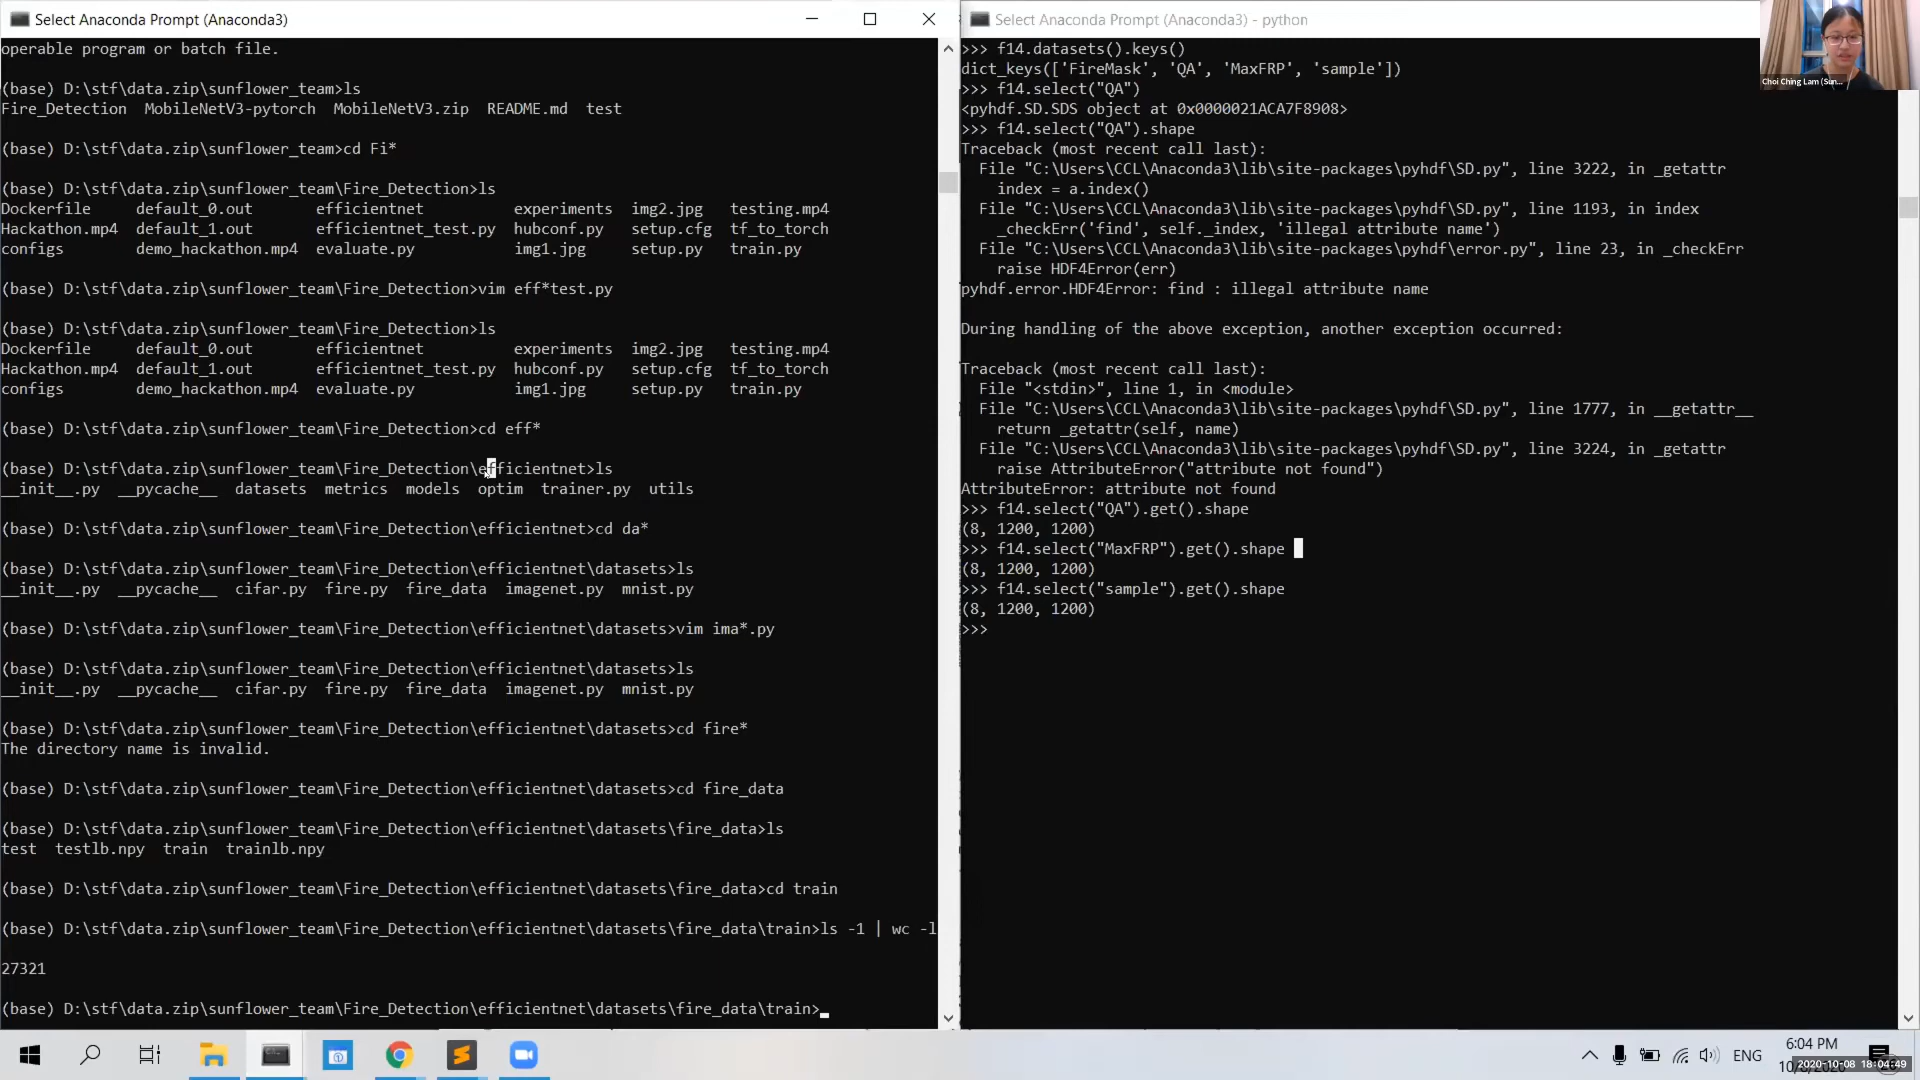 Select Anaconda Prompt (Anaconda3)
operable program or batch file.
(base) D:\stf\data.zip\sunflower_team>ls
Fire_Detection  MobileNetV3-pytorch  MobileNetV3.zip  README.md  test
(base) D:\stf\data.zip\sunflower_team>cd Fi*
(base) D:\stf\data.zip\sunflower_team\Fire_Detection>ls
Dockerfile     default_0.out       efficientnet          experiments  img2.jpg   testing.mp4
Hackathon.mp4  default_1.out       efficientnet_test.py  hubconf.py   setup.cfg  tf_to_torch
configs        demo_hackathon.mp4  evaluate.py           img1.jpg     setup.py   train.py
(base) D:\stf\data.zip\sunflower_team\Fire_Detection>vim eff*test.py
(base) D:\stf\data.zip\sunflower_team\Fire_Detection>ls
Dockerfile     default_0.out       efficientnet          experiments  img2.jpg   testing.mp4
Hackathon.mp4  default_1.out       efficientnet_test.py  hubconf.py   setup.cfg  tf_to_torch
configs        demo_hackathon.mp4  evaluate.py           img1.jpg     setup.py   train.py
(base) D:\stf\data.zip\sunflower_team\Fire_Detection>cd eff*
(base) D:\stf\data.zip\sunflower_team\Fire_Detection\efficientnet>ls
__init__.py  __pycache__  datasets  metrics  models  optim  trainer.py  utils
(base) D:\stf\data.zip\sunflower_team\Fire_Detection\efficientnet>cd da*
(base) D:\stf\data.zip\sunflower_team\Fire_Detection\efficientnet\datasets>ls
__init__.py  __pycache__  cifar.py  fire.py  fire_data  imagenet.py  mnist.py
(base) D:\stf\data.zip\sunflower_team\Fire_Detection\efficientnet\datasets>vim ima*.py
(base) D:\stf\data.zip\sunflower_team\Fire_Detection\efficientnet\datasets>ls
__init__.py  __pycache__  cifar.py  fire.py  fire_data  imagenet.py  mnist.py
(base) D:\stf\data.zip\sunflower_team\Fire_Detection\efficientnet\datasets>cd fire*
The directory name is invalid.
(base) D:\stf\data.zip\sunflower_team\Fire_Detection\efficientnet\datasets>cd fire_data
(base) D:\stf\data.zip\sunflower_team\Fire_Detection\efficientnet\datasets\fire_data>ls
test  testlb.npy  train  trainlb.npy
(base) D:\stf\data.zip\sunflower_team\Fire_Detection\efficientnet\datasets\fire_data>cd train
(base) D:\stf\data.zip\sunflower_team\Fire_Detection\efficientnet\datasets\fire_data\train>ls -1 | wc -l
27321
(base) D:\stf\data.zip\sunflower_team\Fire_Detection\efficientnet\datasets\fire_data\train>
Select Anaconda Prompt (Anaconda3) - python
>>> f14.datasets().keys()
dict_keys(['FireMask', 'QA', 'MaxFRP', 'sample'])
>>> f14.select("QA")
<pyhdf.SD.SDS object at 0x0000021ACA7F8908>
>>> f14.select("QA").shape
Traceback (most recent call last):
  File "C:\Users\CCL\Anaconda3\lib\site-packages\pyhdf\SD.py", line 3222, in _getattr
    index = a.index()
  File "C:\Users\CCL\Anaconda3\lib\site-packages\pyhdf\SD.py", line 1193, in index
    _checkErr('find', self._index, 'illegal attribute name')
  File "C:\Users\CCL\Anaconda3\lib\site-packages\pyhdf\error.py", line 23, in _checkErr
    raise HDF4Error(err)
pyhdf.error.HDF4Error: find : illegal attribute name
During handling of the above exception, another exception occurred:
Traceback (most recent call last):
  File "<stdin>", line 1, in <module>
  File "C:\Users\CCL\Anaconda3\lib\site-packages\pyhdf\SD.py", line 1777, in __getattr__
    return _getattr(self, name)
  File "C:\Users\CCL\Anaconda3\lib\site-packages\pyhdf\SD.py", line 3224, in _getattr
    raise AttributeError("attribute not found")
AttributeError: attribute not found
>>> f14.select("QA").get().shape
(8, 1200, 1200)
>>> f14.select("MaxFRP").get().shape
(8, 1200, 1200)
>>> f14.select("sample").get().shape
(8, 1200, 1200)
>>>
Choi Ching Lam (Sun...
ENG
6:04 PM
2020-10-08 18:04:49